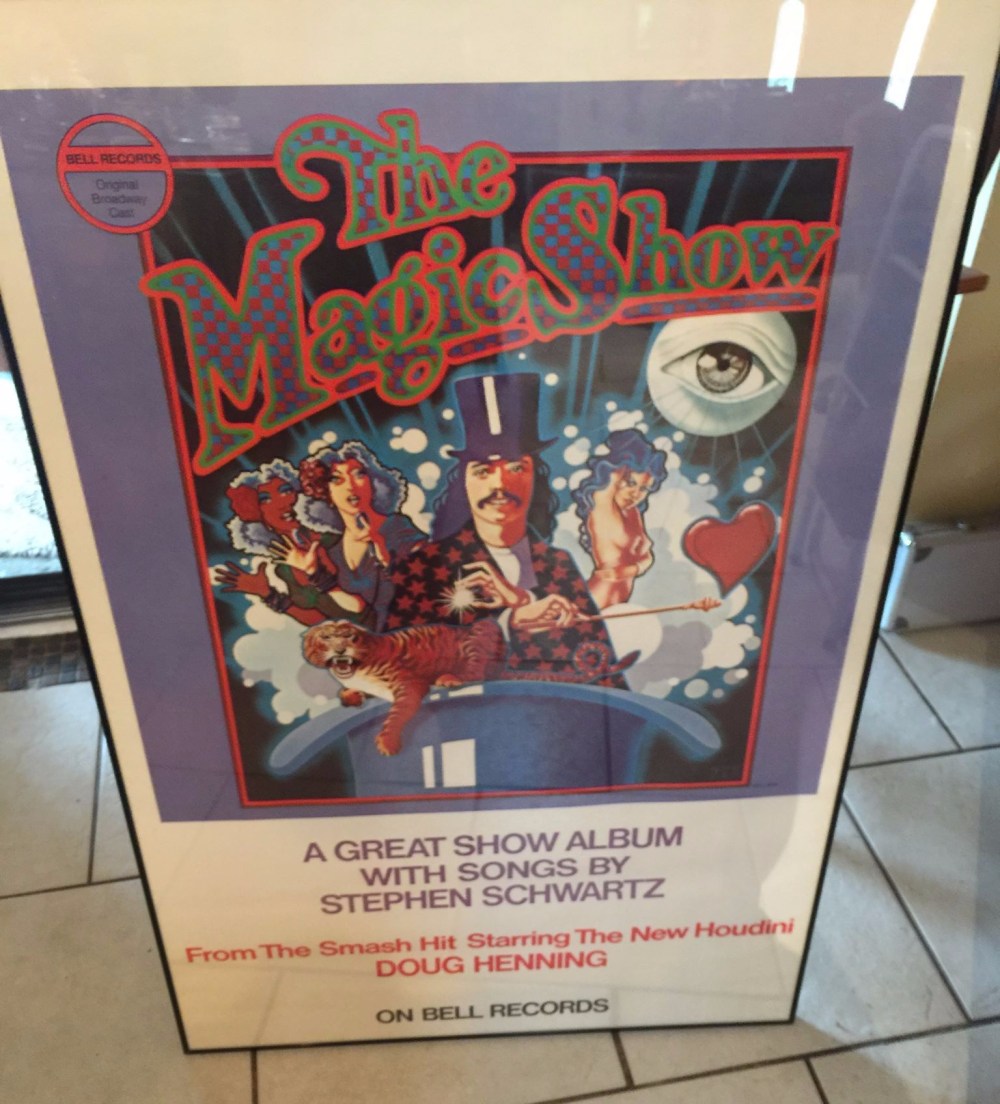 BELL RECORDS
Original
Broadway
Cast
The
Magic Show
A GREAT SHOW ALBUM
WITH SONGS BY
STEPHEN SCHWARTZ
From The Smash Hit Starring The New Houdini
DOUG HENNING
ON BELL RECORDS